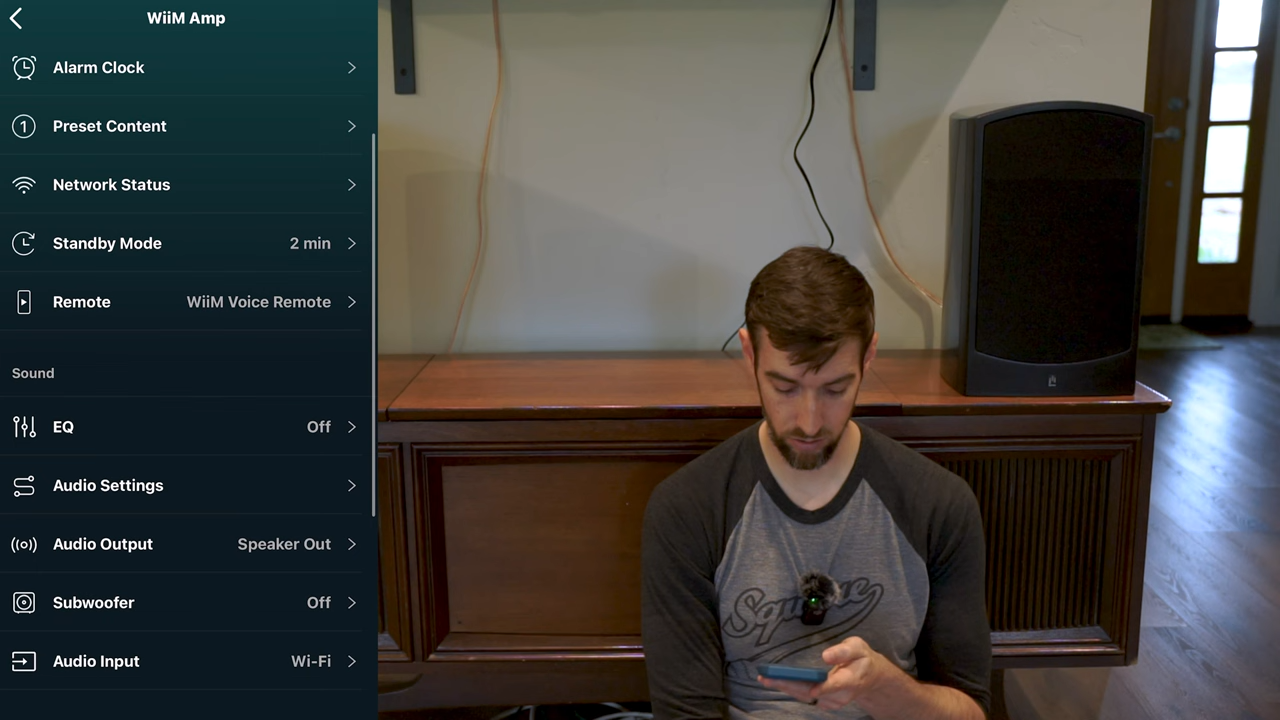 WiiM Amp
Alarm Clock
1 Preset Content
Network Status
Standby Mode 2 min
Remote WiiM Voice Remote
Sound
EQ Off
Audio Settings
Audio Output Speaker Out
Subwoofer Off
Audio Input Wi-Fi